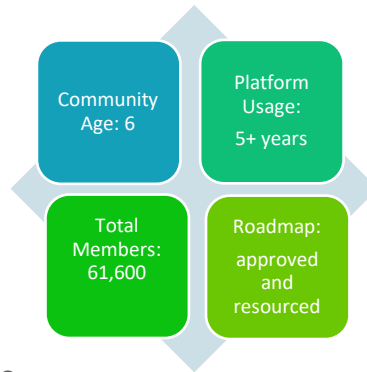 Community
Age: 6
Platform
Usage:
5+ years
Total
Members:
61,600
Roadmap:
approved
and
resourced